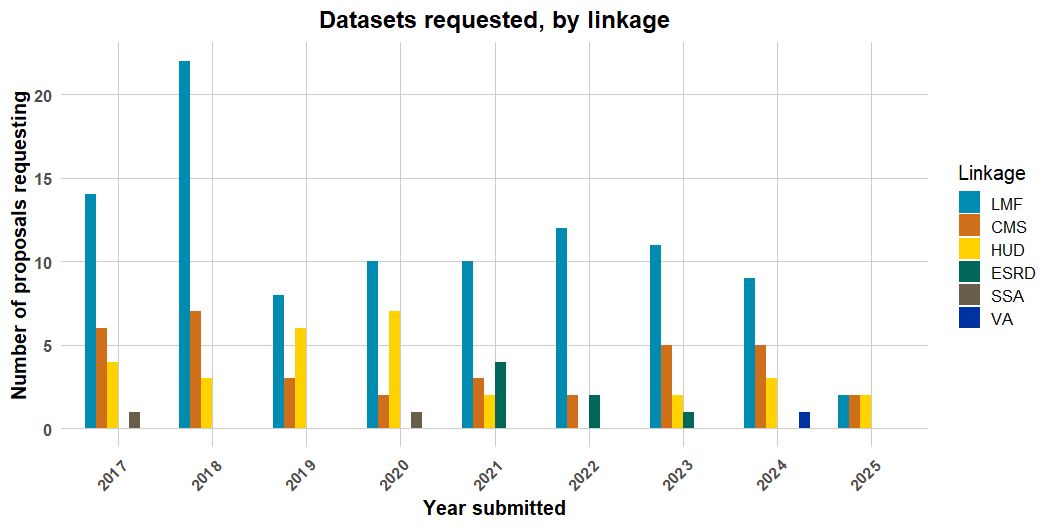 Datasets requested, by linkage
Number of proposals requesting
20
15
10
5
0
2017
2018
2019
2020
2021
2022
2023
2024
2025
Year submitted
Linkage
LMF
CMS
HUD
ESRD
SSA
VA